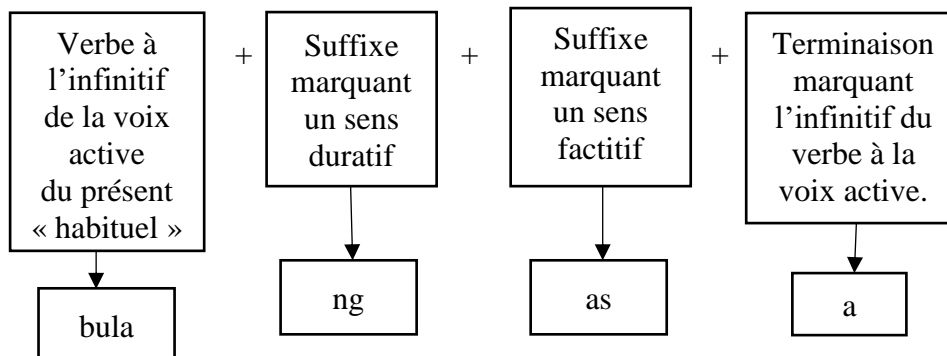 Verbe à
l’infinitif
de la voix
active
du présent
« habituel »
+
Suffixe
marquant
un sens
duratif
+
Suffixe
marquant
un sens
factitif
+
Terminaison
marquant
l’infinitif du
verbe à la
voix active.
bula
ng
as
a